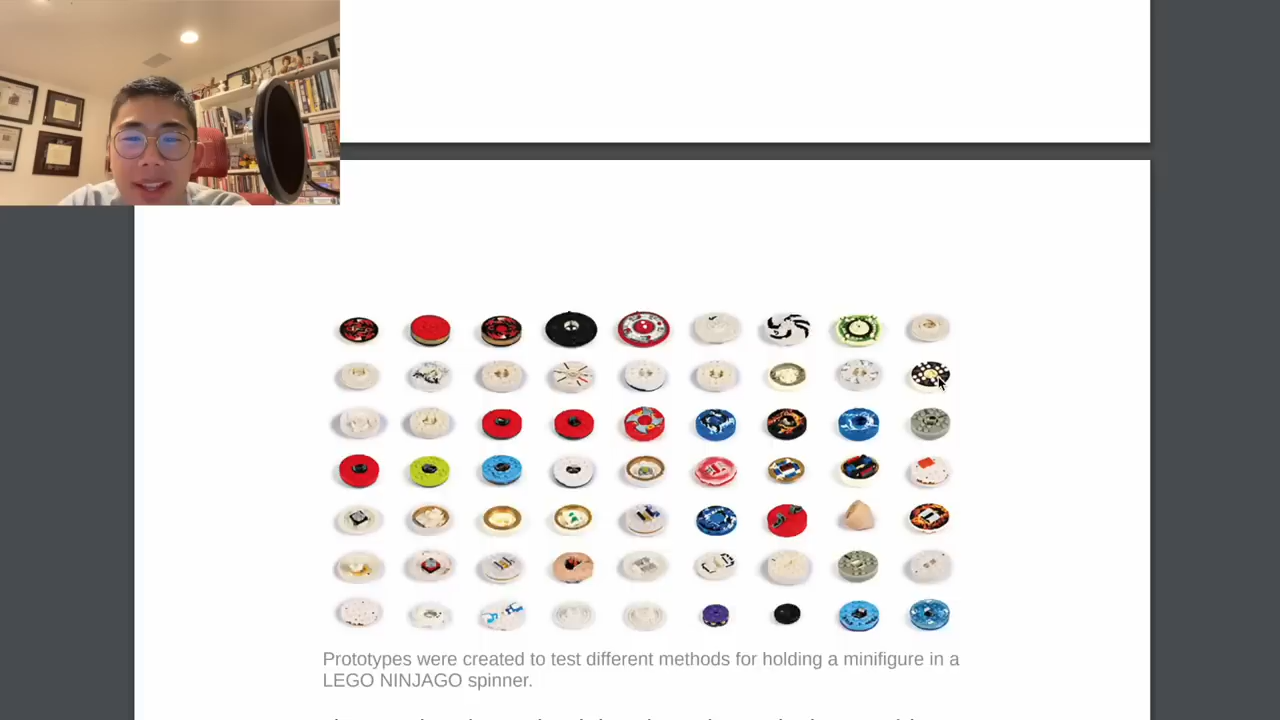 Prototypes were created to test different methods for holding a minifigure in a
LEGO NINJAGO spinner.